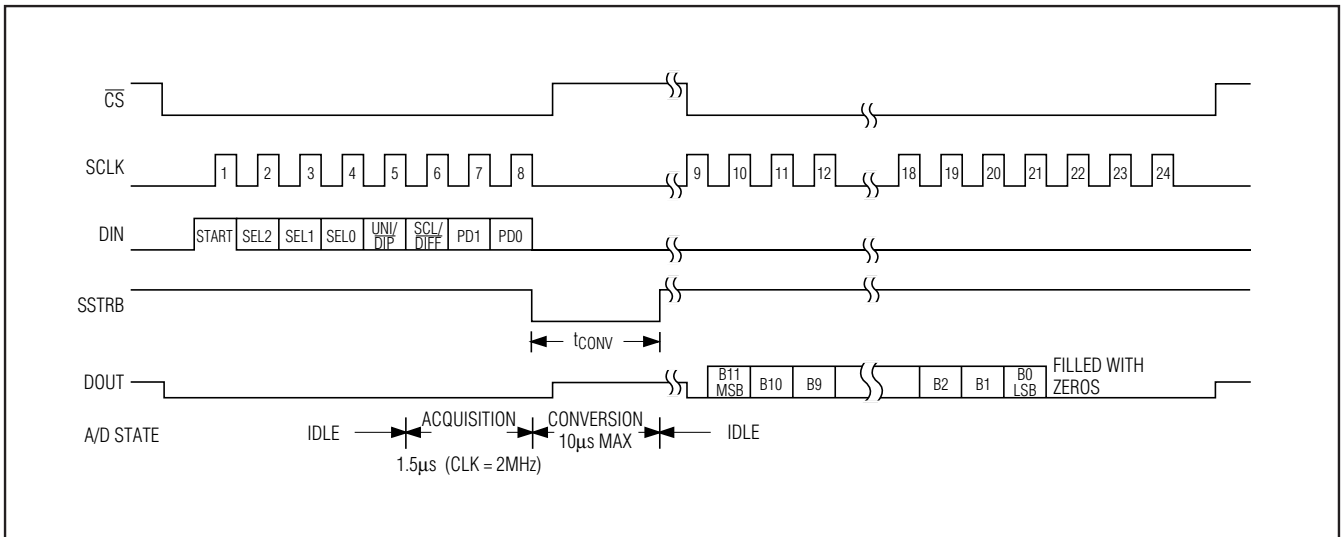 CS
SCLK 1 2 3 4 5 6 7 8 9 10 11 12 18 19 20 21 22 23 24
DIN START SEL2 SEL1 SEL0 UNI/DIP SCL/DIFF PD1 PD0
SSTRB
tCONV
DOUT B11 MSB B10 B9 B2 B1 B0 LSB FILLED WITH ZEROS
A/D STATE IDLE ACQUISITION CONVERSION IDLE
10µs MAX
1.5µs (CLK = 2MHz)